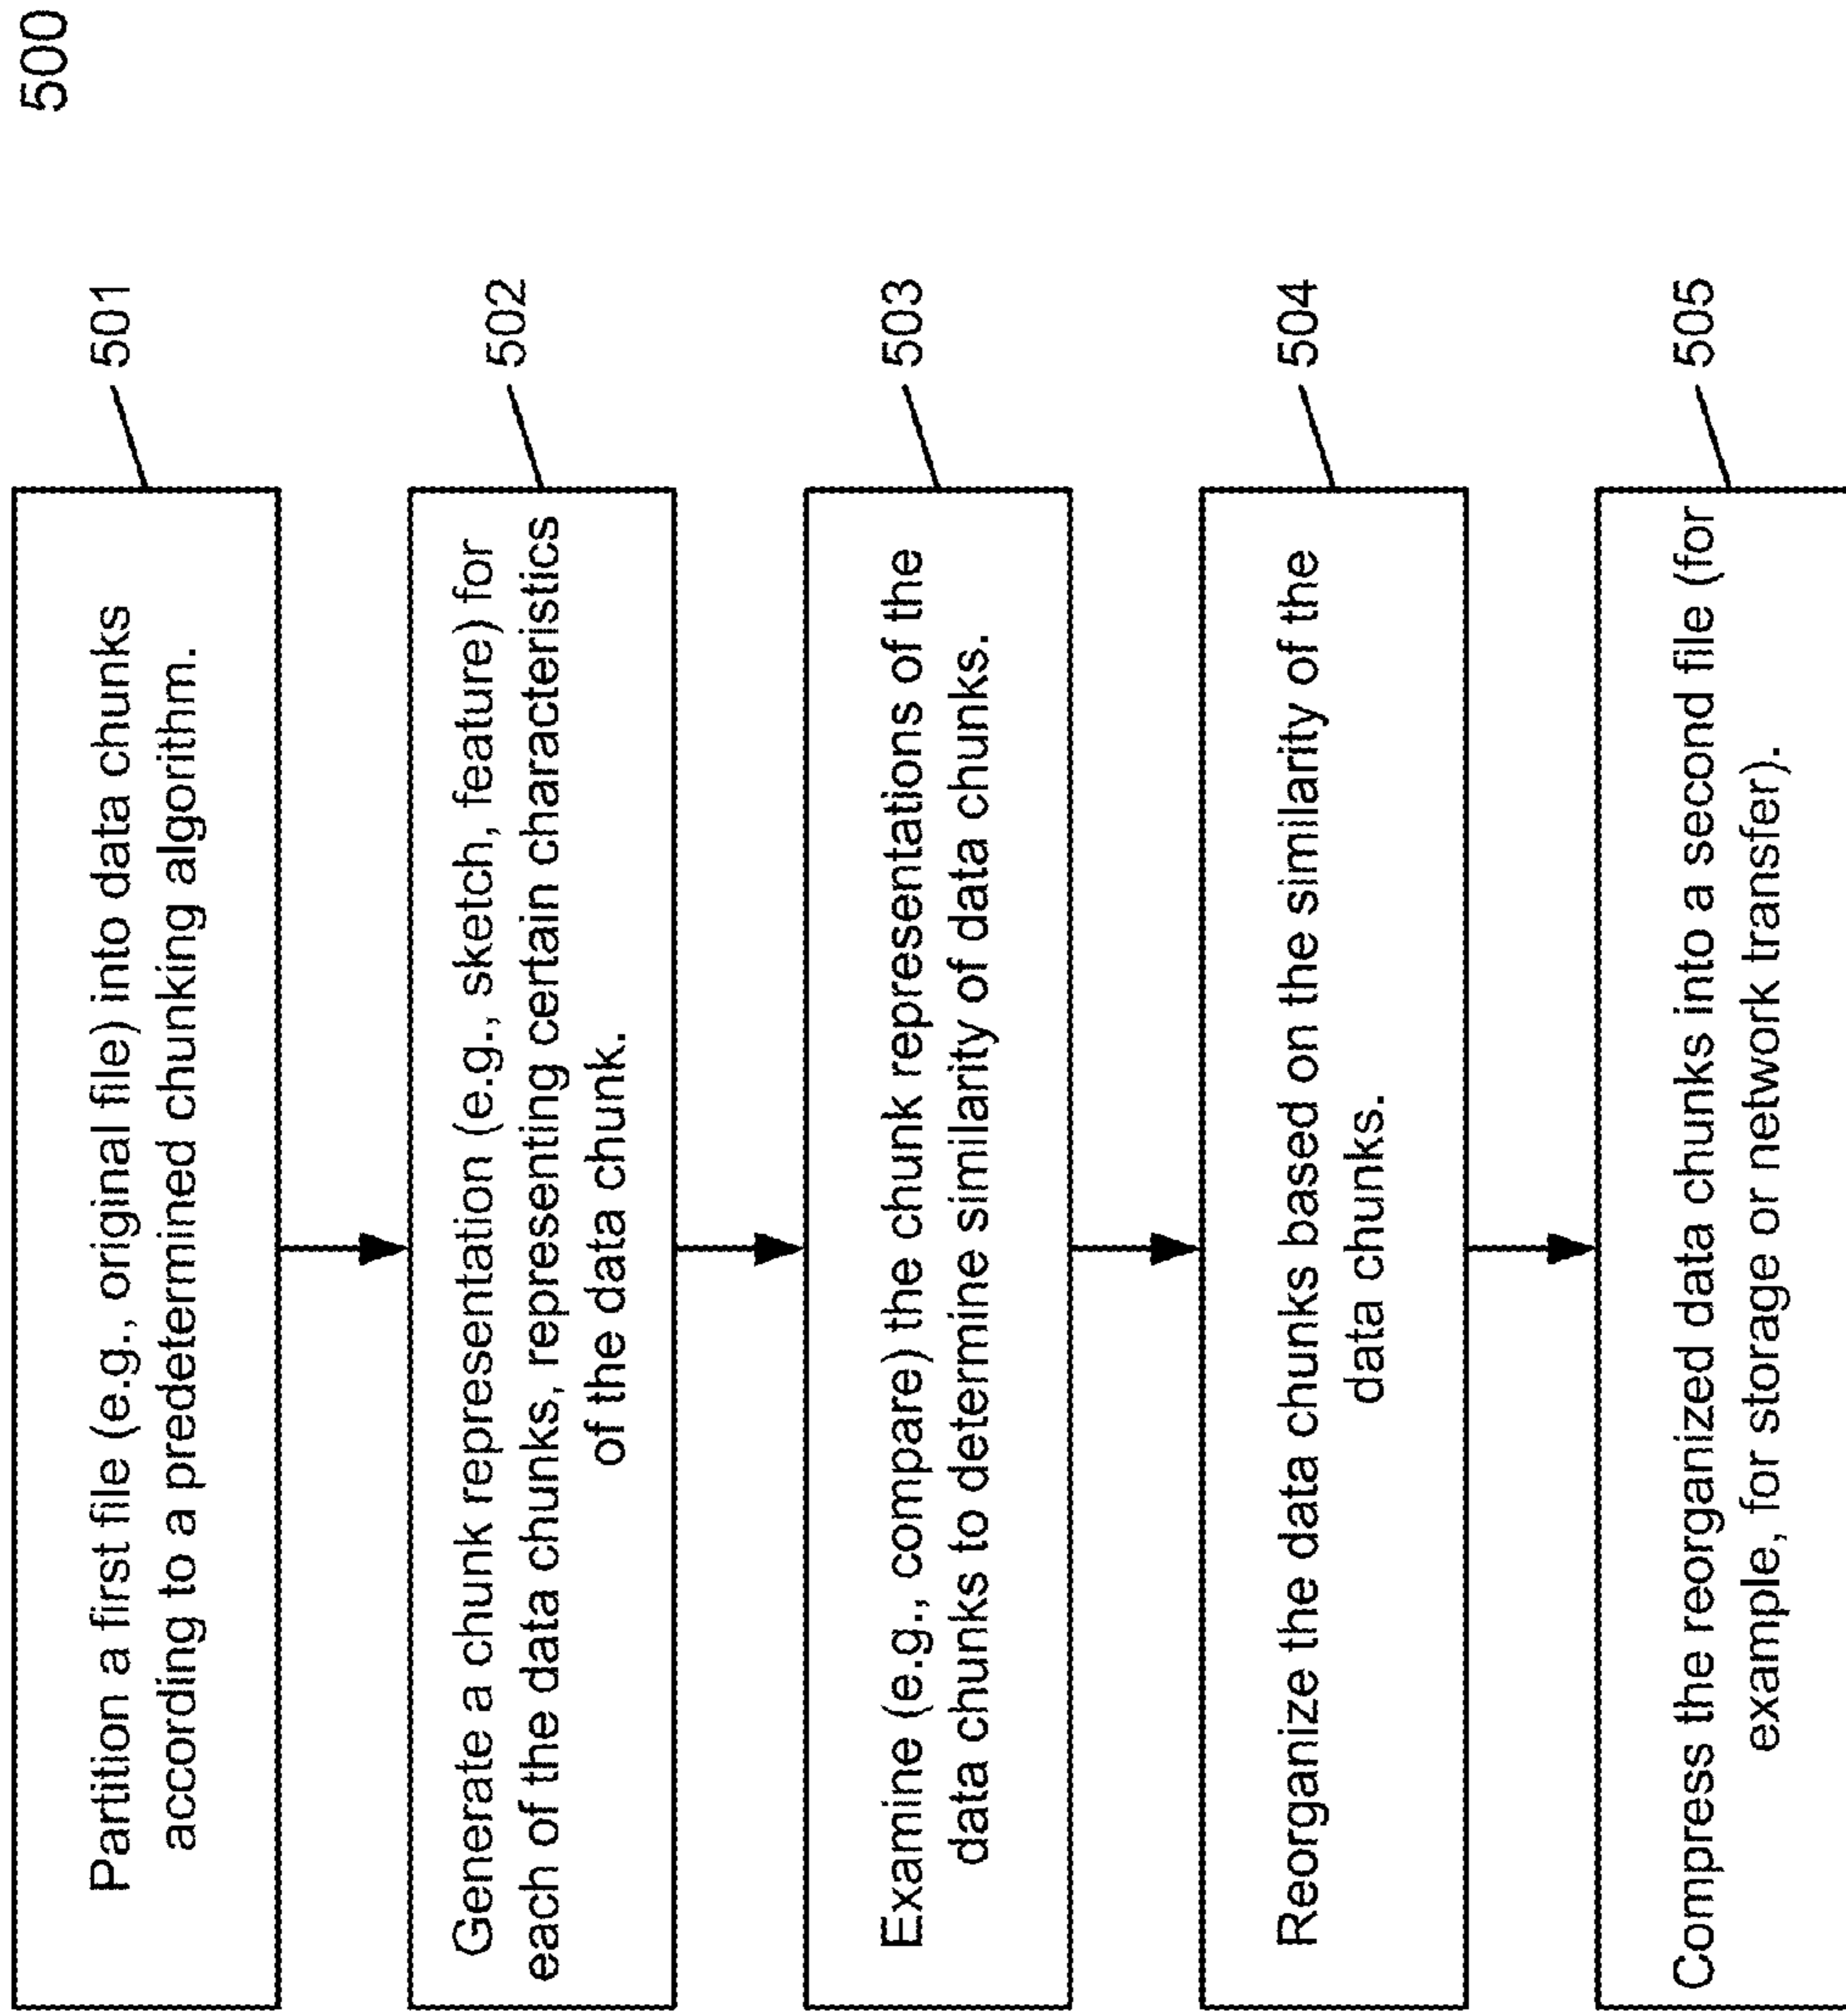 500
Partition a first file (e.g., original file) into data chunks
according to a predetermined chunking algorithm.
501
Generate a chunk representation (e.g., sketch, feature) for
each of the data chunks, representing certain characteristics
of the data chunk.
502
Examine (e.g., compare) the chunk representations of the
data chunks to determine similarity of data chunks.
503
Reorganize the data chunks based on the similarity of the
data chunks.
504
Compress the reorganized data chunks into a second file (for
example, for storage or network transfer).
505